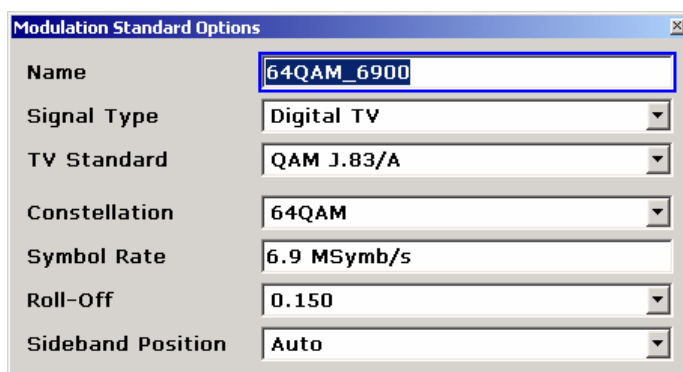 Modulation Standard Options
Name 64QAM_6900
Signal Type Digital TV
TV Standard QAM J.83/A
Constellation 64QAM
Symbol Rate 6.9 MSymb/s
Roll-Off 0.150
Sideband Position Auto